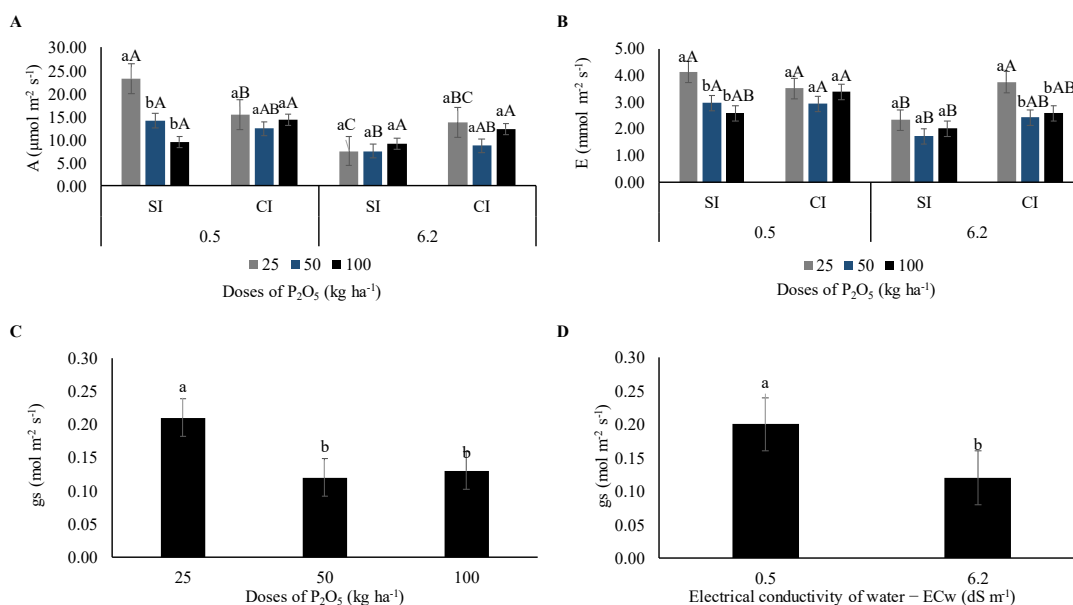 A
A (µmol m⁻² s⁻¹)
30.00
25.00
20.00
15.00
10.00
5.00
0.00
aA bA bA aB aAB aA aC aB aA aBC aAB aA
SI CI SI CI
0.5 6.2
25 50 100
Doses of P₂O₅ (kg ha⁻¹)
B
E (mmol m⁻² s⁻¹)
5.00
4.00
3.00
2.00
1.00
0.00
aA bA bAB aA aA aA aB aB aB aA bAB bAB
SI CI SI CI
0.5 6.2
25 50 100
Doses of P₂O₅ (kg ha⁻¹)
C
gs (mol m⁻² s⁻¹)
0.30
0.25
0.20
0.15
0.10
0.05
0.00
a b b
25 50 100
Doses of P₂O₅ (kg ha⁻¹)
D
gs (mol m⁻² s⁻¹)
0.30
0.25
0.20
0.15
0.10
0.05
0.00
a b
0.5 6.2
Electrical conductivity of water – ECw (dS m⁻¹)